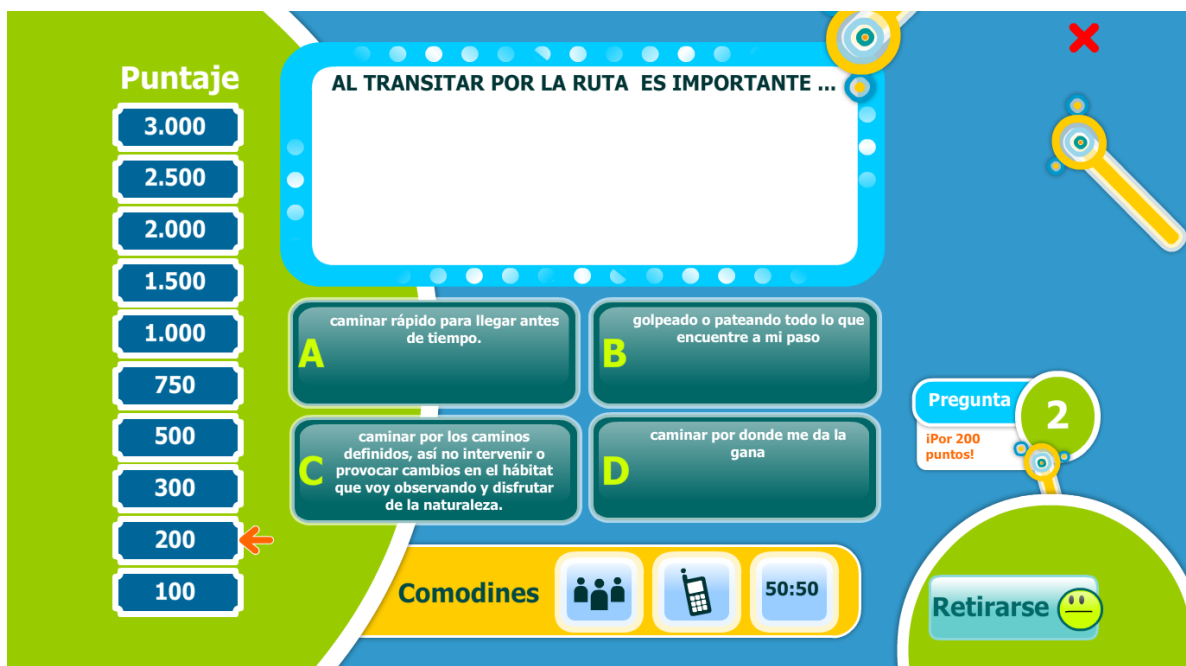 Puntaje
3.000
2.500
2.000
1.500
1.000
750
500
300
200
100
AL TRANSITAR POR LA RUTA ES IMPORTANTE ...
A
caminar rápido para llegar antes
de tiempo.
B
golpeado o pateando todo lo que
encuentre a mi paso
C
caminar por los caminos
definidos, así no intervenir o
provocar cambios en el hábitat
que voy observando y disfrutar
de la naturaleza.
D
caminar por donde me da la
gana
Comodines
50:50
Pregunta
2
¡Por 200
puntos!
Retirarse